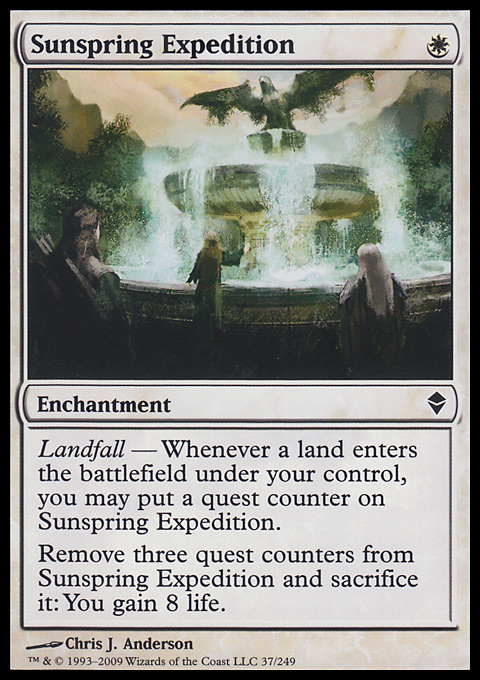 Sunspring Expedition
Enchantment
Landfall — Whenever a land enters
the battlefield under your control,
you may put a quest counter on
Sunspring Expedition.
Remove three quest counters from
Sunspring Expedition and sacrifice
it: You gain 8 life.
Chris J. Anderson
™ & © 1993–2009 Wizards of the Coast LLC 37/249